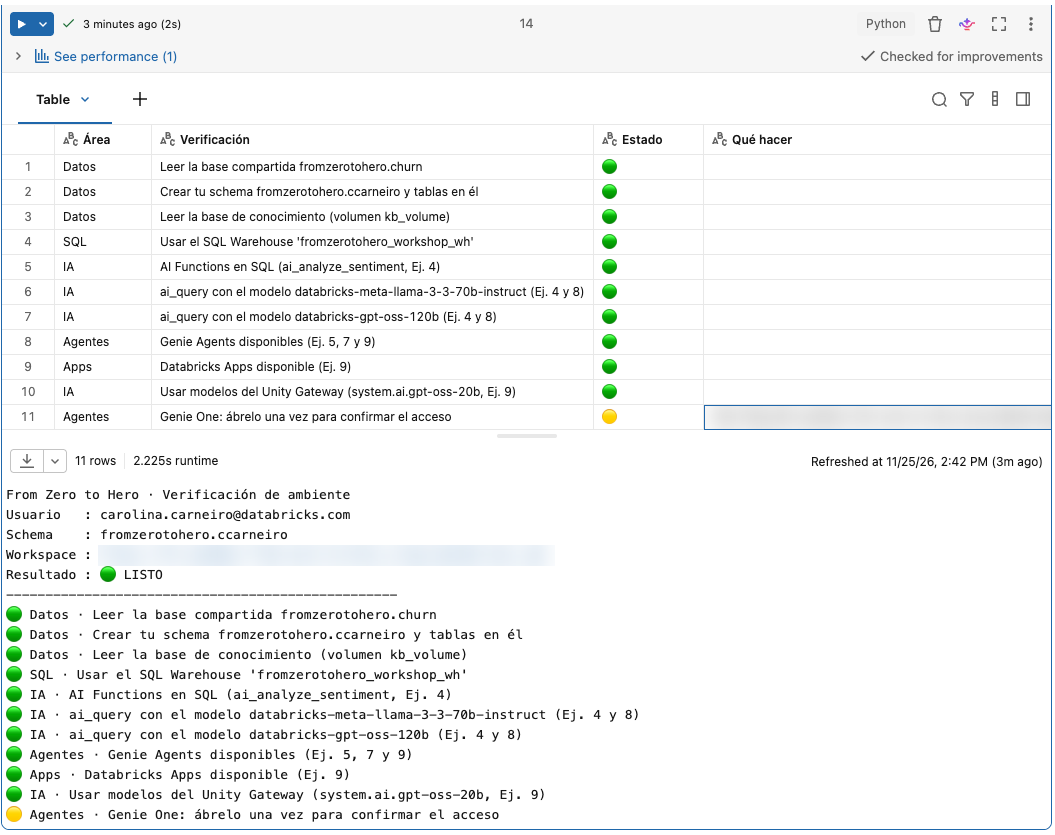 3 minutes ago (2s)
14
Python
See performance (1)
Checked for improvements
Table
Área Verificación Estado Qué hacer
1 Datos Leer la base compartida fromzerotohero.churn
2 Datos Crear tu schema fromzerotohero.ccarneiro y tablas en él
3 Datos Leer la base de conocimiento (volumen kb_volume)
4 SQL Usar el SQL Warehouse 'fromzerotohero_workshop_wh'
5 IA AI Functions en SQL (ai_analyze_sentiment, Ej. 4)
6 IA ai_query con el modelo databricks-meta-llama-3-3-70b-instruct (Ej. 4 y 8)
7 IA ai_query con el modelo databricks-gpt-oss-120b (Ej. 4 y 8)
8 Agentes Genie Agents disponibles (Ej. 5, 7 y 9)
9 Apps Databricks Apps disponible (Ej. 9)
10 IA Usar modelos del Unity Gateway (system.ai.gpt-oss-20b, Ej. 9)
11 Agentes Genie One: ábrelo una vez para confirmar el acceso
11 rows 2.225s runtime
Refreshed at 11/25/26, 2:42 PM (3m ago)
From Zero to Hero · Verificación de ambiente
Usuario : carolina.carneiro@databricks.com
Schema : fromzerotohero.ccarneiro
Workspace :
Resultado : 🟢 LISTO
--------------------------------------------------
🟢 Datos · Leer la base compartida fromzerotohero.churn
🟢 Datos · Crear tu schema fromzerotohero.ccarneiro y tablas en él
🟢 Datos · Leer la base de conocimiento (volumen kb_volume)
🟢 SQL · Usar el SQL Warehouse 'fromzerotohero_workshop_wh'
🟢 IA · AI Functions en SQL (ai_analyze_sentiment, Ej. 4)
🟢 IA · ai_query con el modelo databricks-meta-llama-3-3-70b-instruct (Ej. 4 y 8)
🟢 IA · ai_query con el modelo databricks-gpt-oss-120b (Ej. 4 y 8)
🟢 Agentes · Genie Agents disponibles (Ej. 5, 7 y 9)
🟢 Apps · Databricks Apps disponible (Ej. 9)
🟢 IA · Usar modelos del Unity Gateway (system.ai.gpt-oss-20b, Ej. 9)
🟡 Agentes · Genie One: ábrelo una vez para confirmar el acceso